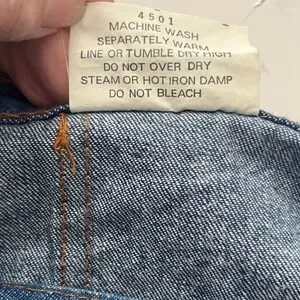 4501
MACHINE WASH
SEPARATELY WARM
LINE OR TUMBLE DRY HIGH
DO NOT OVER DRY
STEAM OR HOT IRON DAMP
DO NOT BLEACH